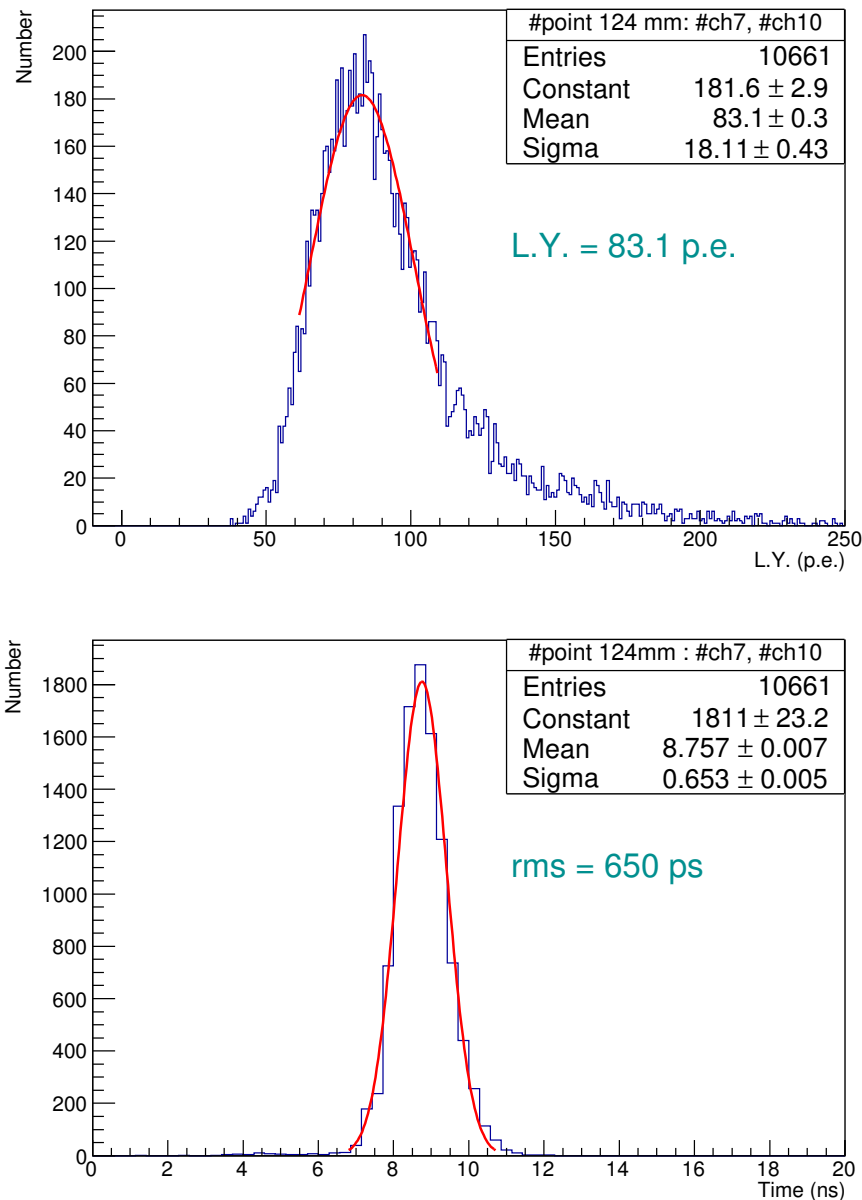 Number
#point 124 mm: #ch7, #ch10
Entries 10661
Constant 181.6 ± 2.9
Mean 83.1 ± 0.3
Sigma 18.11 ± 0.43
L.Y. = 83.1 p.e.
200
180
160
140
120
100
80
60
40
20
0
0 50 100 150 200 250
L.Y. (p.e.)
Number
#point 124mm : #ch7, #ch10
Entries 10661
Constant 1811 ± 23.2
Mean 8.757 ± 0.007
Sigma 0.653 ± 0.005
rms = 650 ps
1800
1600
1400
1200
1000
800
600
400
200
0
0 2 4 6 8 10 12 14 16 18 20
Time (ns)